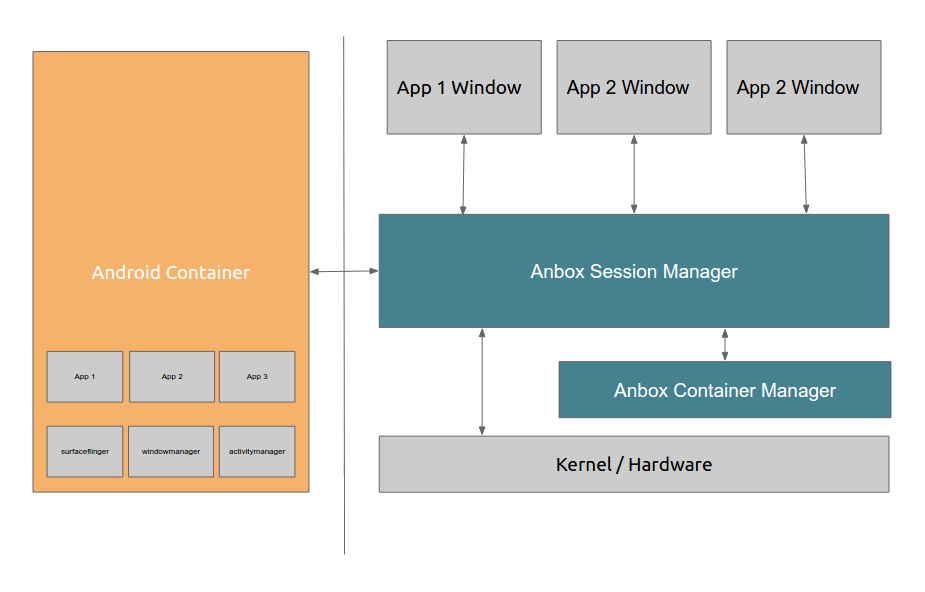 App 1 Window
App 2 Window
App 2 Window
Android Container
Anbox Session Manager
App 1
App 2
App 3
Anbox Container Manager
surfaceflinger
windowmanager
activitymanager
Kernel / Hardware